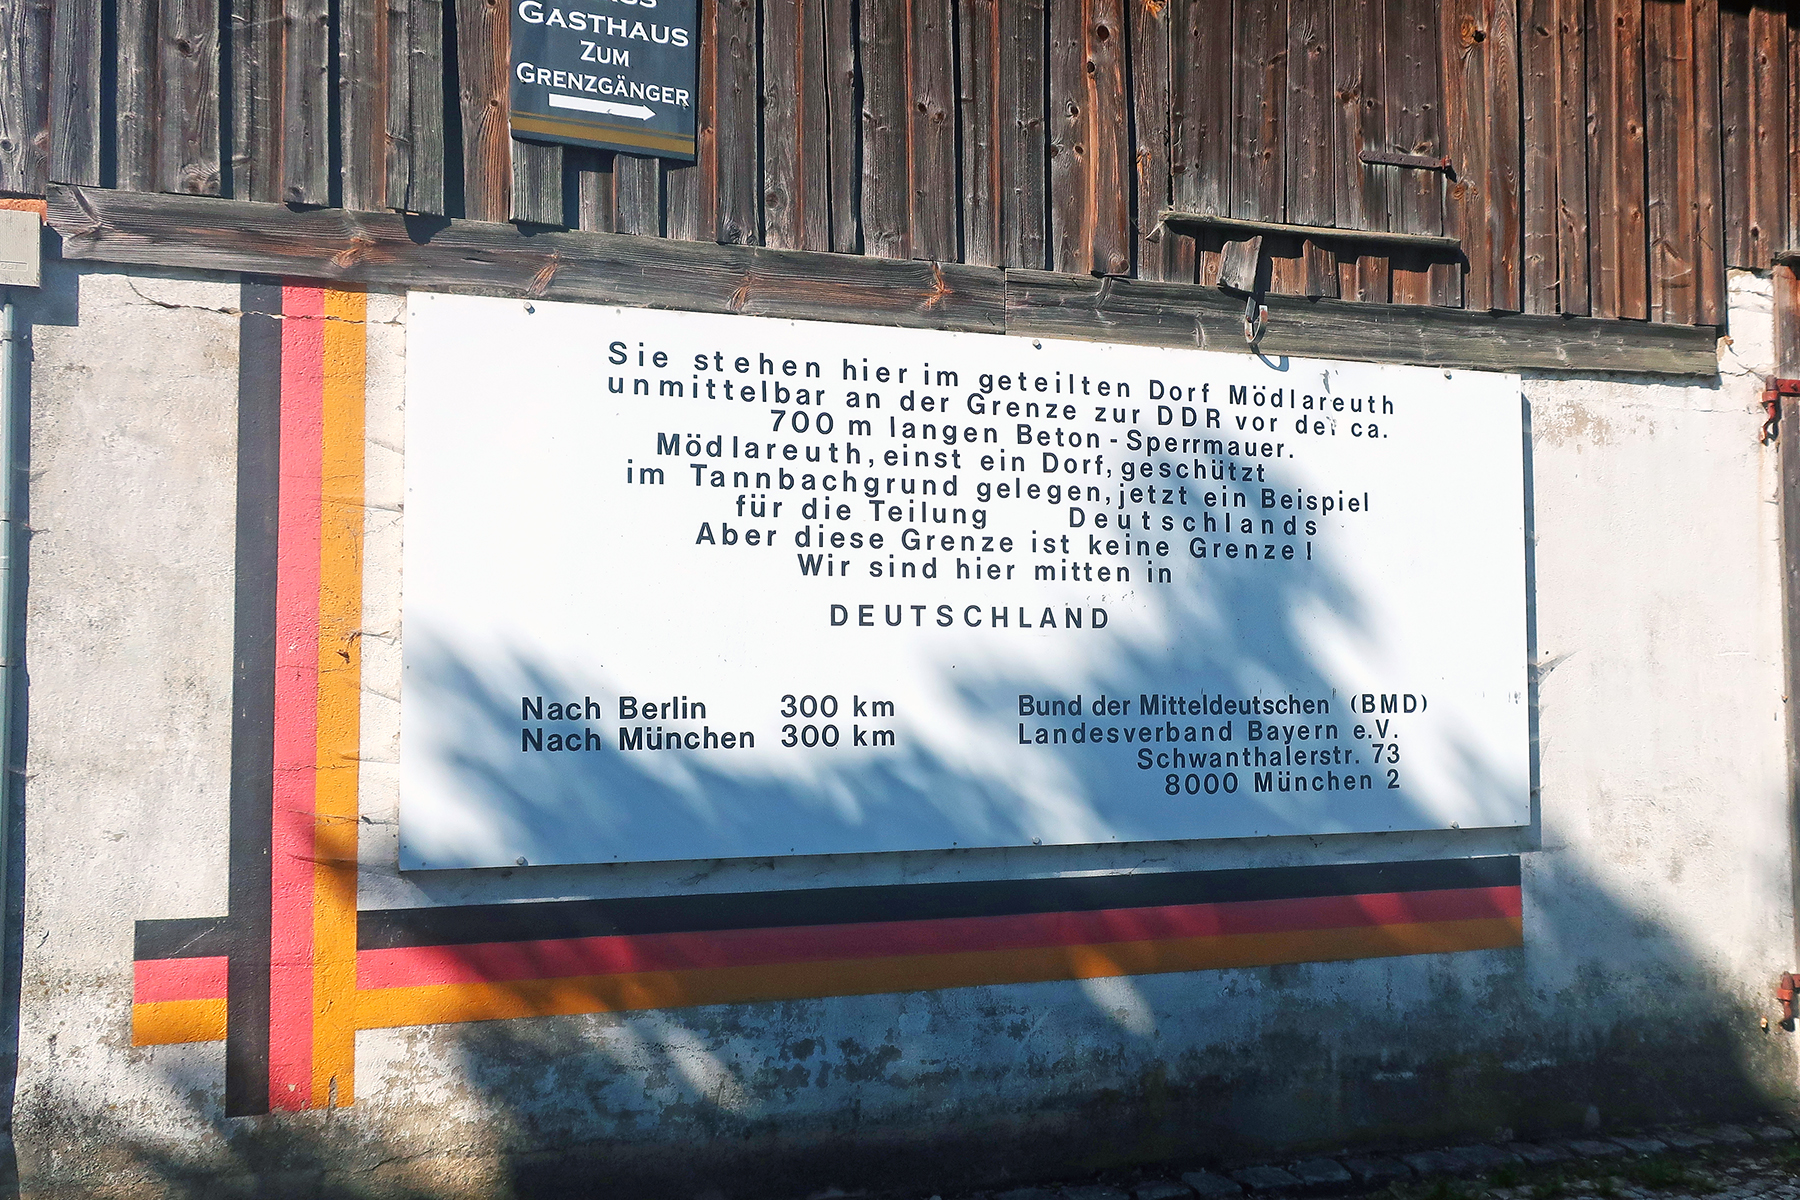 GASTHAUS
ZUM
GRENZGÄNGER
Sie stehen hier im geteilten Dorf Mödlareuth
unmittelbar an der Grenze zur DDR vor der ca.
700 m langen Beton-Sperrmauer.
Mödlareuth, einst ein Dorf, geschützt
im Tannbachgrund gelegen, jetzt ein Beispiel
für die Teilung Deutschlands
Aber diese Grenze ist keine Grenze!
Wir sind hier mitten in
DEUTSCHLAND
Nach Berlin 300 km
Nach München 300 km
Bund der Mitteldeutschen (BMD)
Landesverband Bayern e.V.
Schwanthalerstr. 73
8000 München 2